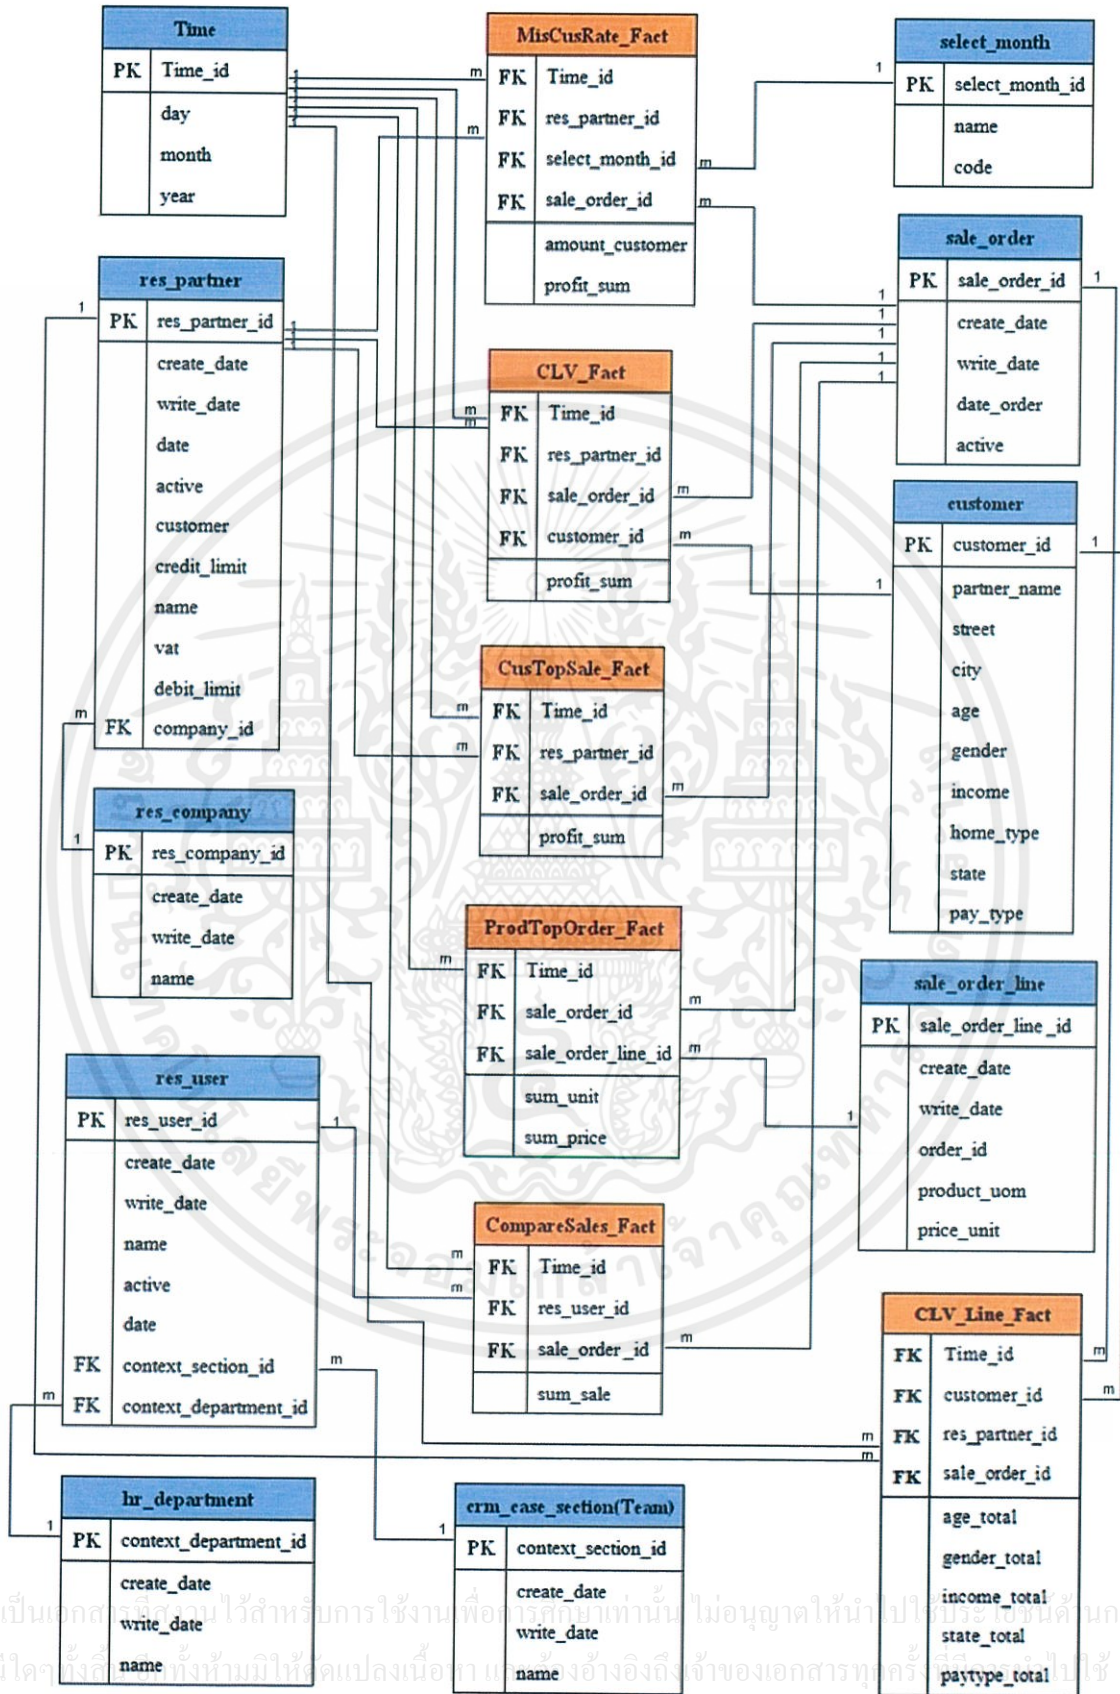 Time
PK Time_id
day
month
year
res_partner
PK res_partner_id
create_date
write_date
date
active
customer
credit_limit
name
vat
debit_limit
FK company_id
res_company
PK res_company_id
create_date
write_date
name
res_user
PK res_user_id
create_date
write_date
name
active
date
FK context_section_id
FK context_department_id
hr_department
PK context_department_id
create_date
write_date
name
MisCusRate_Fact
FK Time_id
FK res_partner_id
FK select_month_id
FK sale_order_id
amount_customer
profit_sum
CLV_Fact
FK Time_id
FK res_partner_id
FK sale_order_id
FK customer_id
profit_sum
CusTopSale_Fact
FK Time_id
FK res_partner_id
FK sale_order_id
profit_sum
ProdTopOrder_Fact
FK Time_id
FK sale_order_id
FK sale_order_line_id
sum_unit
sum_price
CompareSales_Fact
FK Time_id
FK res_user_id
FK sale_order_id
sum_sale
crm_case_section(Team)
PK context_section_id
create_date
write_date
name
select_month
PK select_month_id
name
code
sale_order
PK sale_order_id
create_date
write_date
date_order
active
customer
PK customer_id
partner_name
street
city
age
gender
income
home_type
state
pay_type
sale_order_line
PK sale_order_line_id
create_date
write_date
order_id
product_uom
price_unit
CLV_Line_Fact
FK Time_id
FK customer_id
FK res_partner_id
FK sale_order_id
age_total
gender_total
income_total
state_total
paytype_total